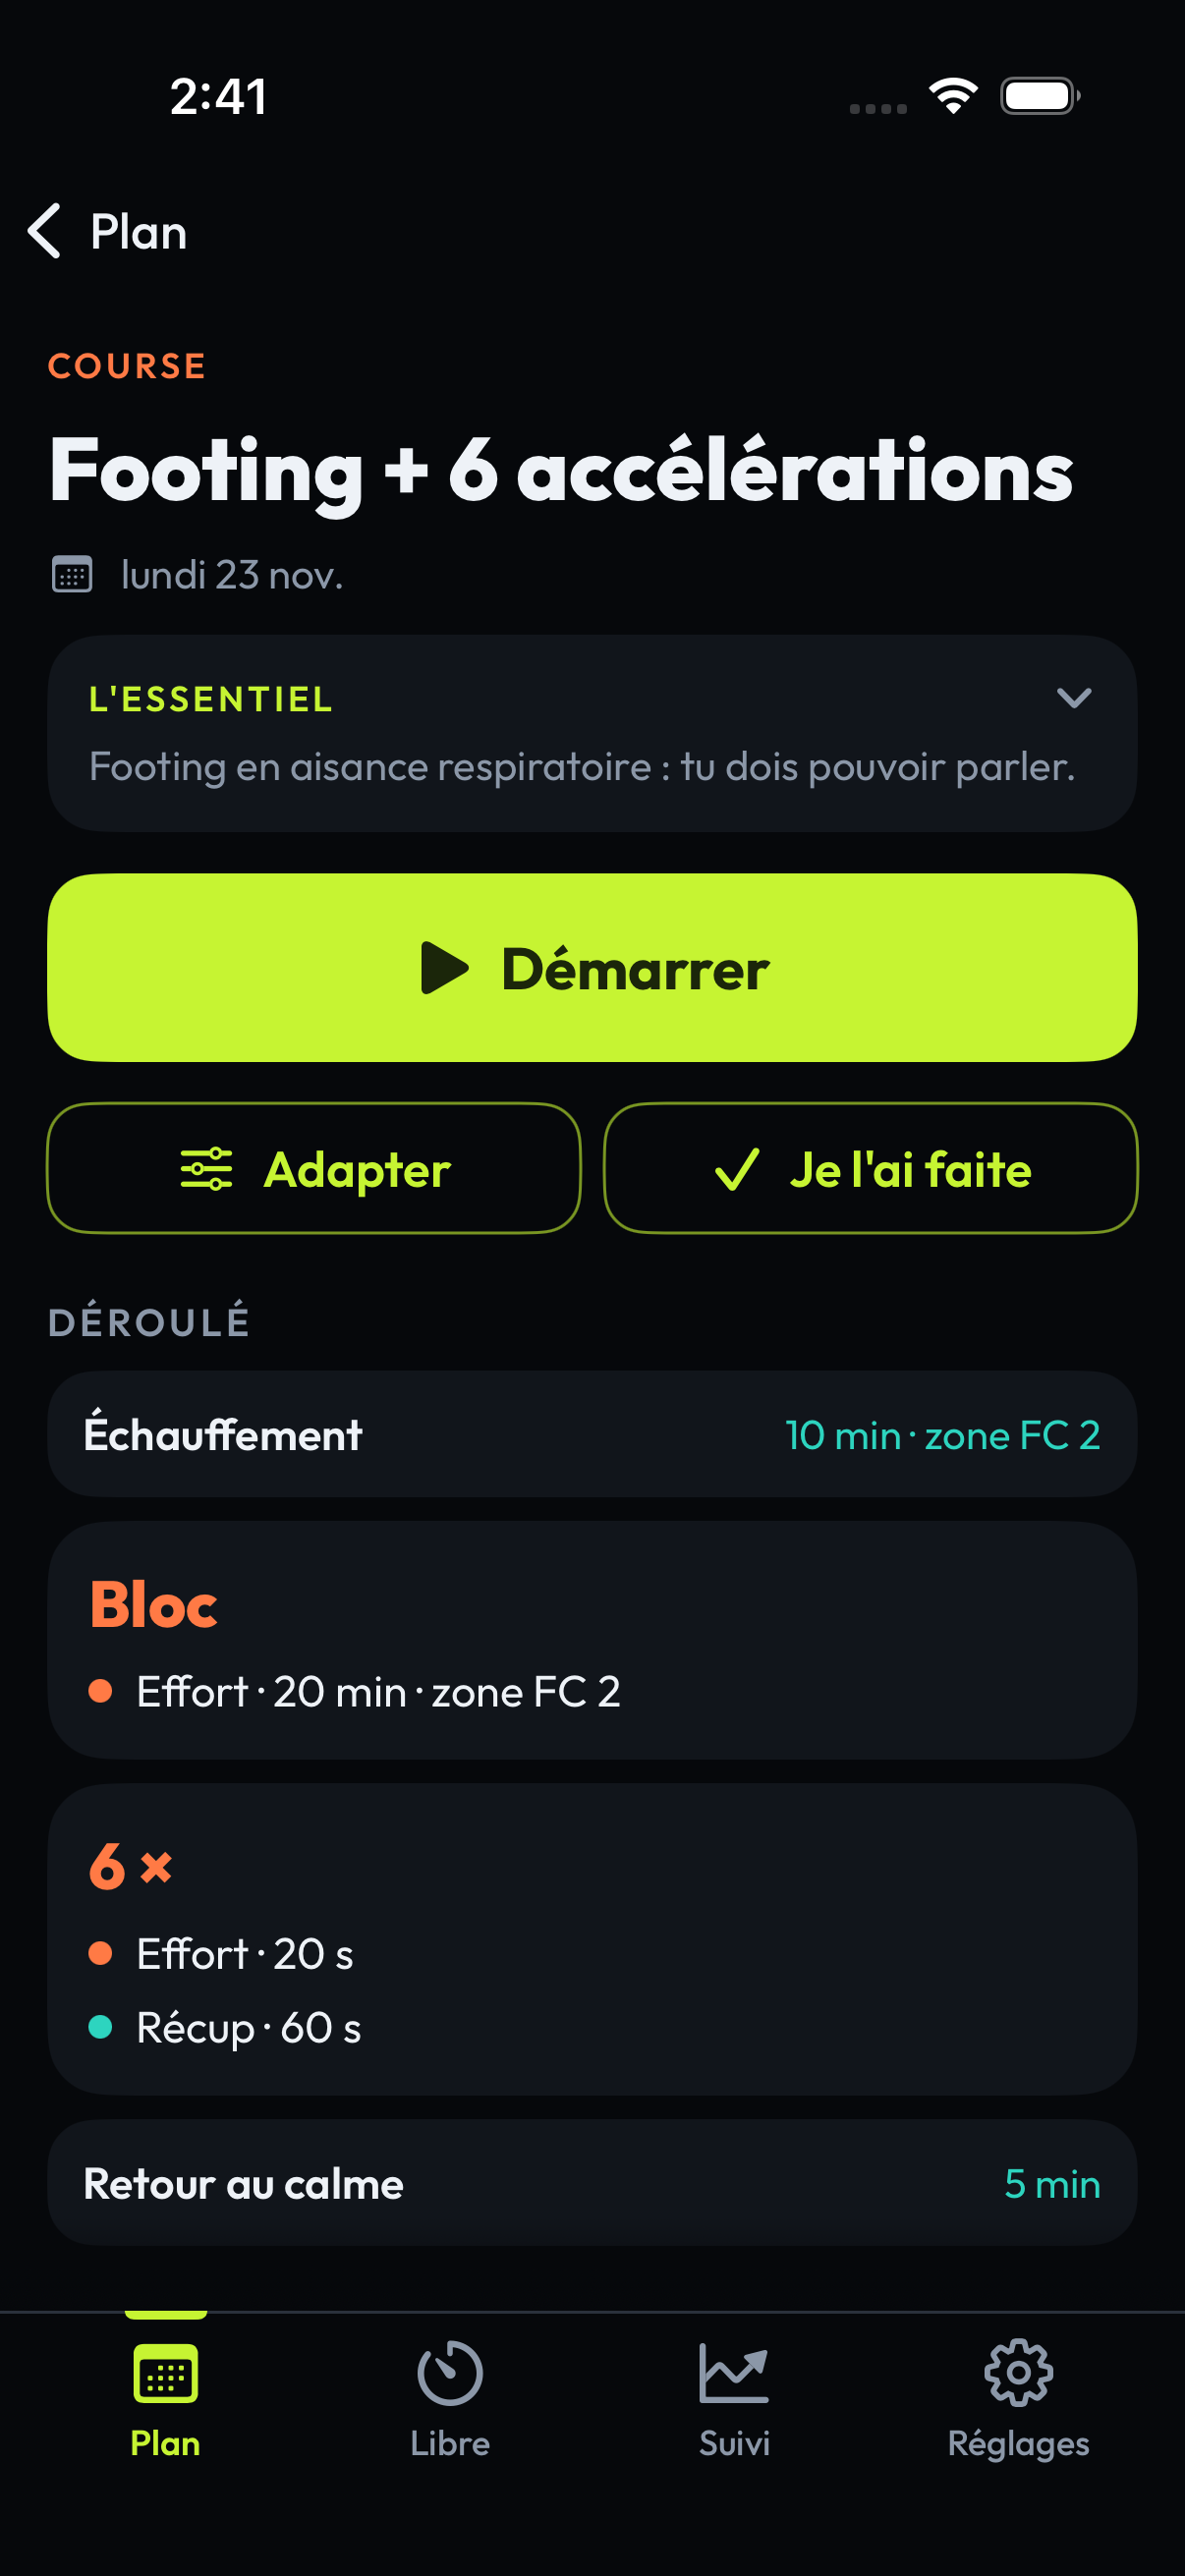 2:41
Plan
COURSE
Footing + 6 accélérations
lundi 23 nov.
L'ESSENTIEL
Footing en aisance respiratoire : tu dois pouvoir parler.
Démarrer
Adapter
Je l'ai faite
DÉROULÉ
Échauffement
10 min · zone FC 2
Bloc
Effort · 20 min · zone FC 2
6 ×
Effort · 20 s
Récup · 60 s
Retour au calme
5 min
Plan
Libre
Suivi
Réglages